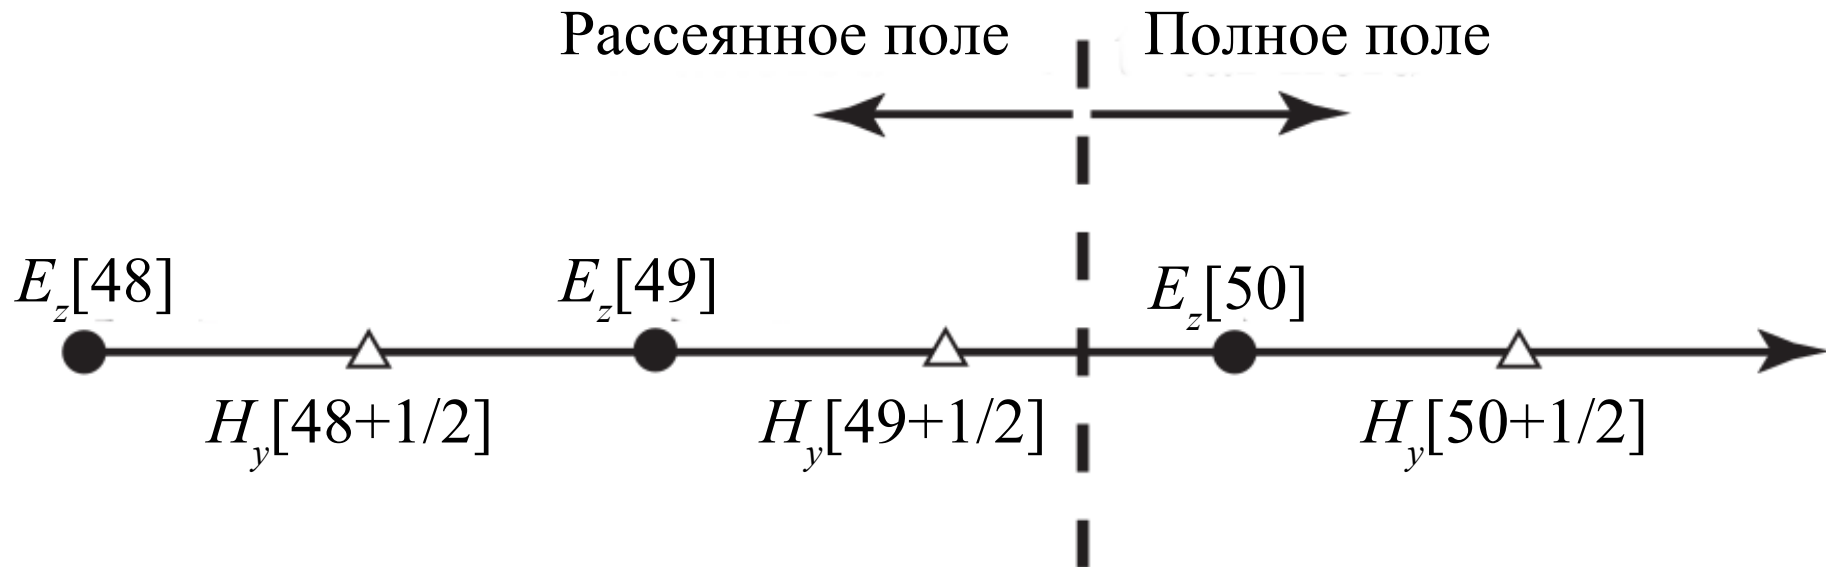 Рассеянное поле Полное поле
E_z[48] E_z[49] E_z[50]
H_y[48+1/2] H_y[49+1/2] H_y[50+1/2]